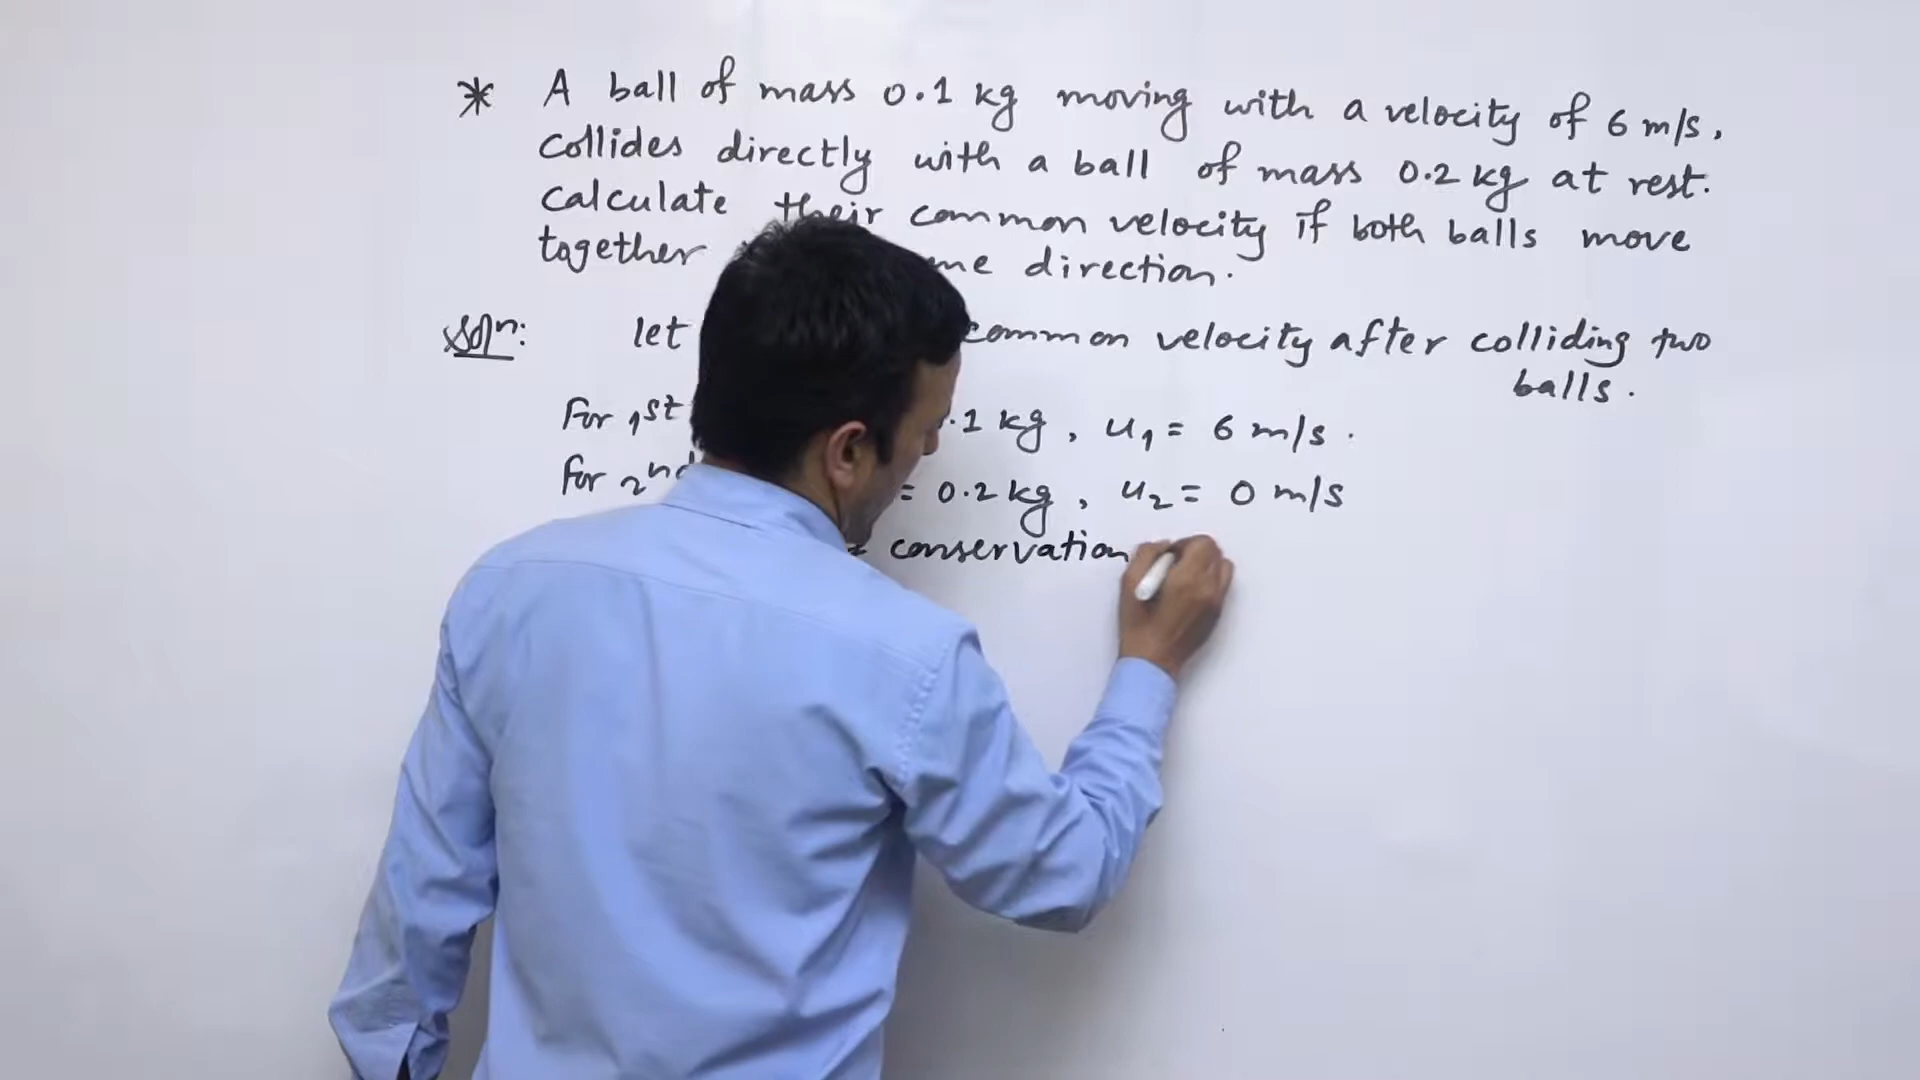 * A ball of mass 0.1 kg moving with a velocity of 6 m/s,
collides directly with a ball of mass 0.2 kg at rest.
calculate their common velocity if both balls move
together me direction.
Soln: let common velocity after colliding two
balls.
For 1st .1 kg, u1 = 6 m/s.
For 2nd = 0.2 kg, u2 = 0 m/s
conservation